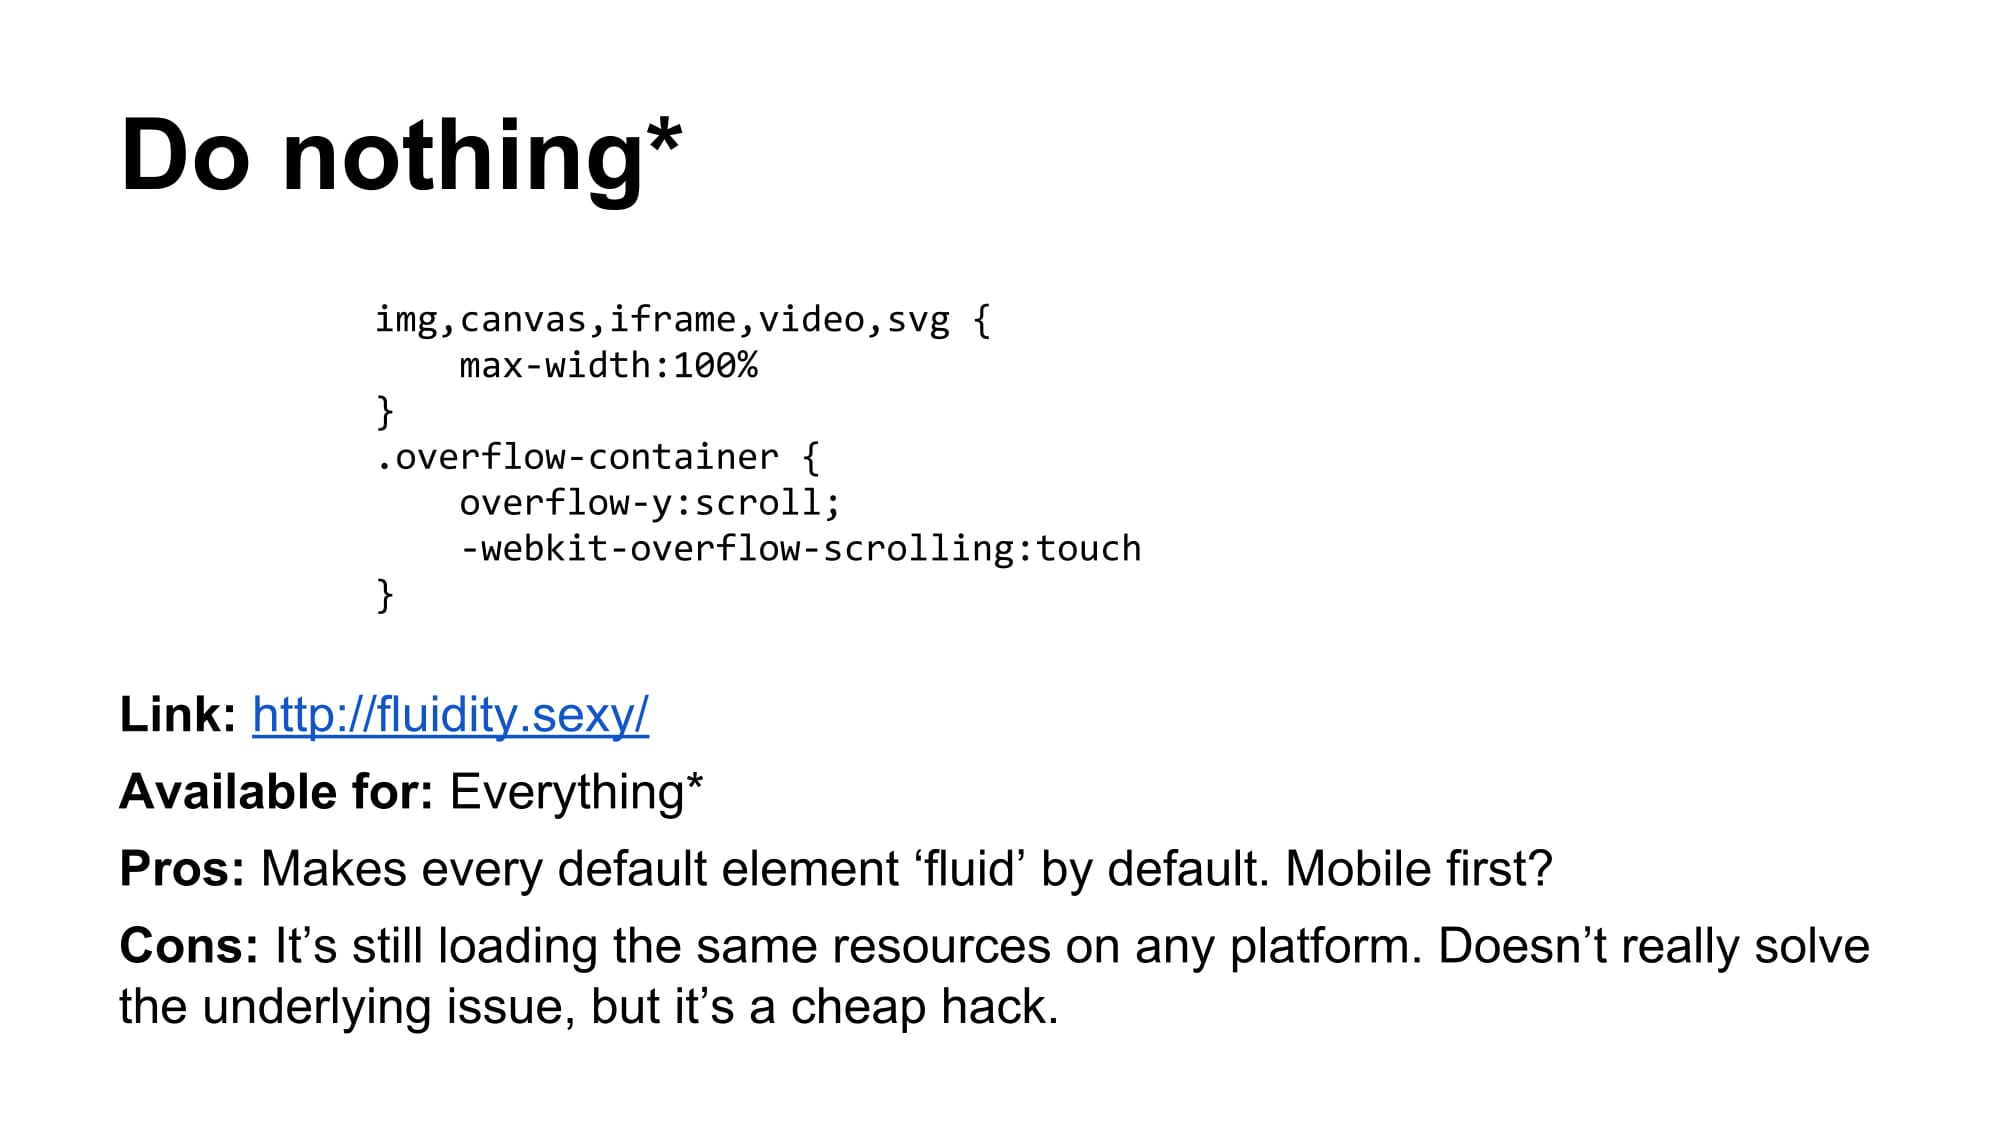 Do nothing*
img,canvas,iframe,video,svg {
    max-width:100%
}
.overflow-container {
    overflow-y:scroll;
    -webkit-overflow-scrolling:touch
}
Link: http://fluidity.sexy/
Available for: Everything*
Pros: Makes every default element ‘fluid’ by default. Mobile first?
Cons: It’s still loading the same resources on any platform. Doesn’t really solve
the underlying issue, but it’s a cheap hack.